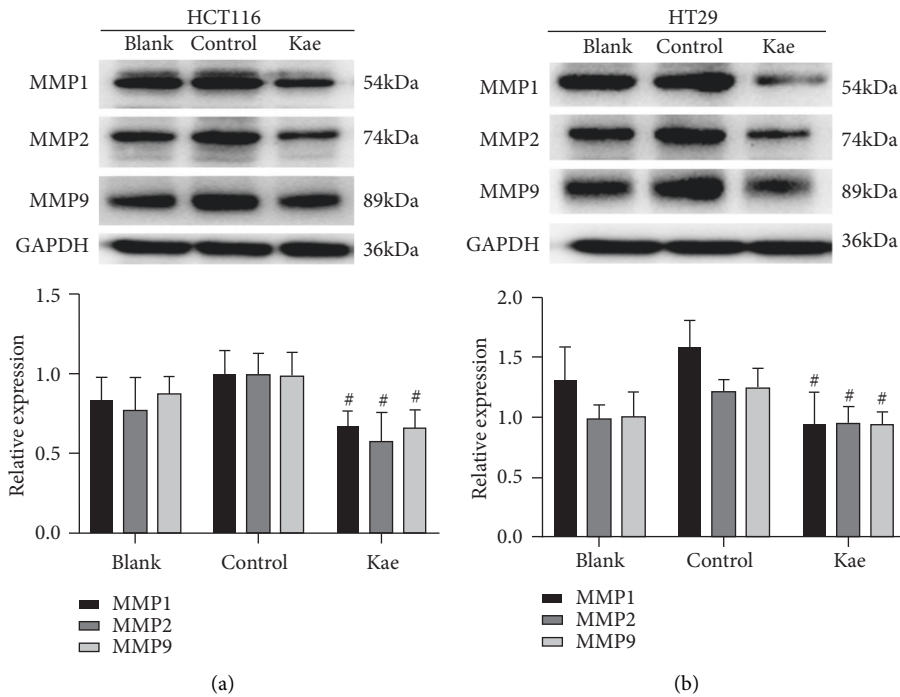 HCT116
Blank Control Kae
MMP1 54kDa
MMP2 74kDa
MMP9 89kDa
GAPDH 36kDa
1.5
1.0
0.5
0.0
Relative expression
# # #
Blank Control Kae
MMP1
MMP2
MMP9
(a)
HT29
Blank Control Kae
MMP1 54kDa
MMP2 74kDa
MMP9 89kDa
GAPDH 36kDa
2.0
1.5
1.0
0.5
0.0
Relative expression
# # #
Blank Control Kae
MMP1
MMP2
MMP9
(b)